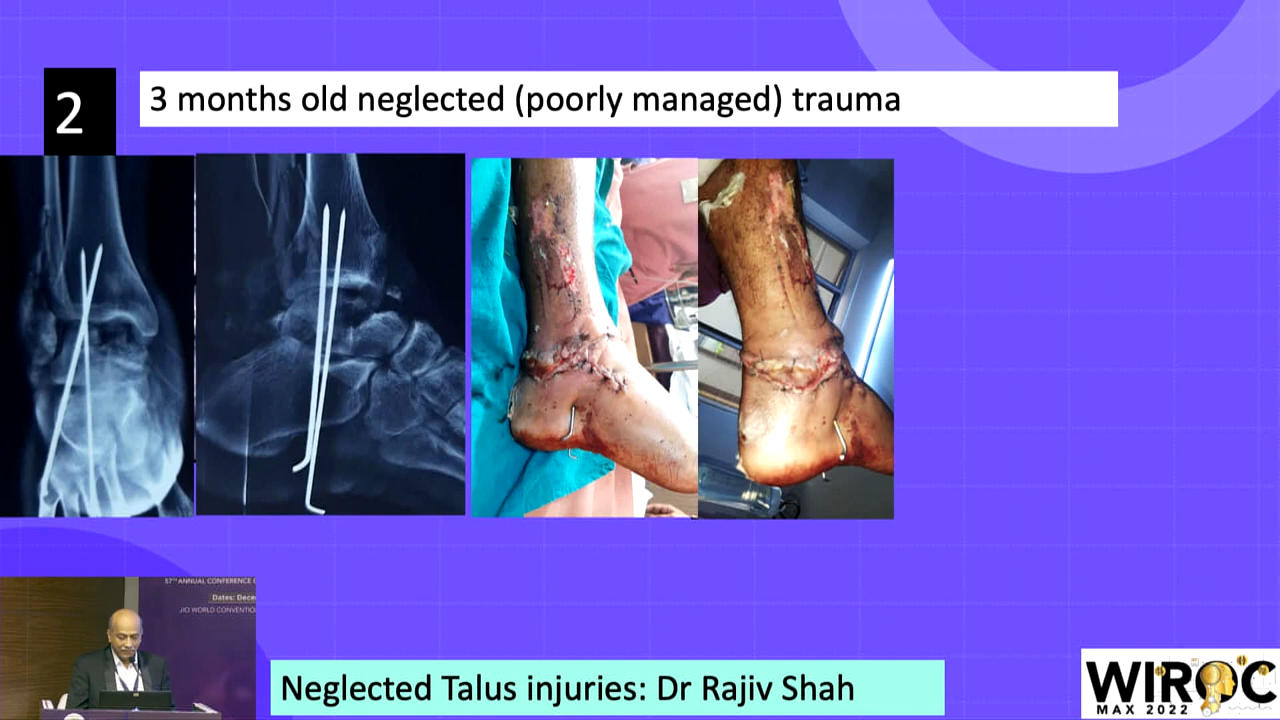 2
3 months old neglected (poorly managed) trauma
57TH ANNUAL CONFERENCE
Dates: Dece
JIO WORLD CONVENTIO
Neglected Talus injuries: Dr Rajiv Shah
WIROC
MAX 2022